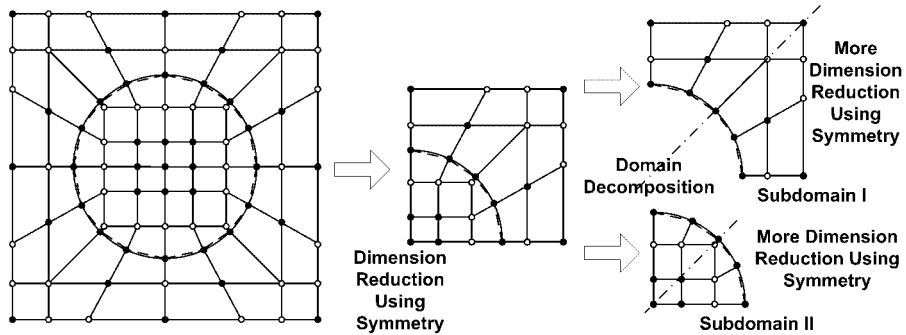 Dimension
Reduction
Using
Symmetry
Domain
Decomposition
More
Dimension
Reduction
Using
Symmetry
Subdomain I
More Dimension
Reduction Using
Symmetry
Subdomain II